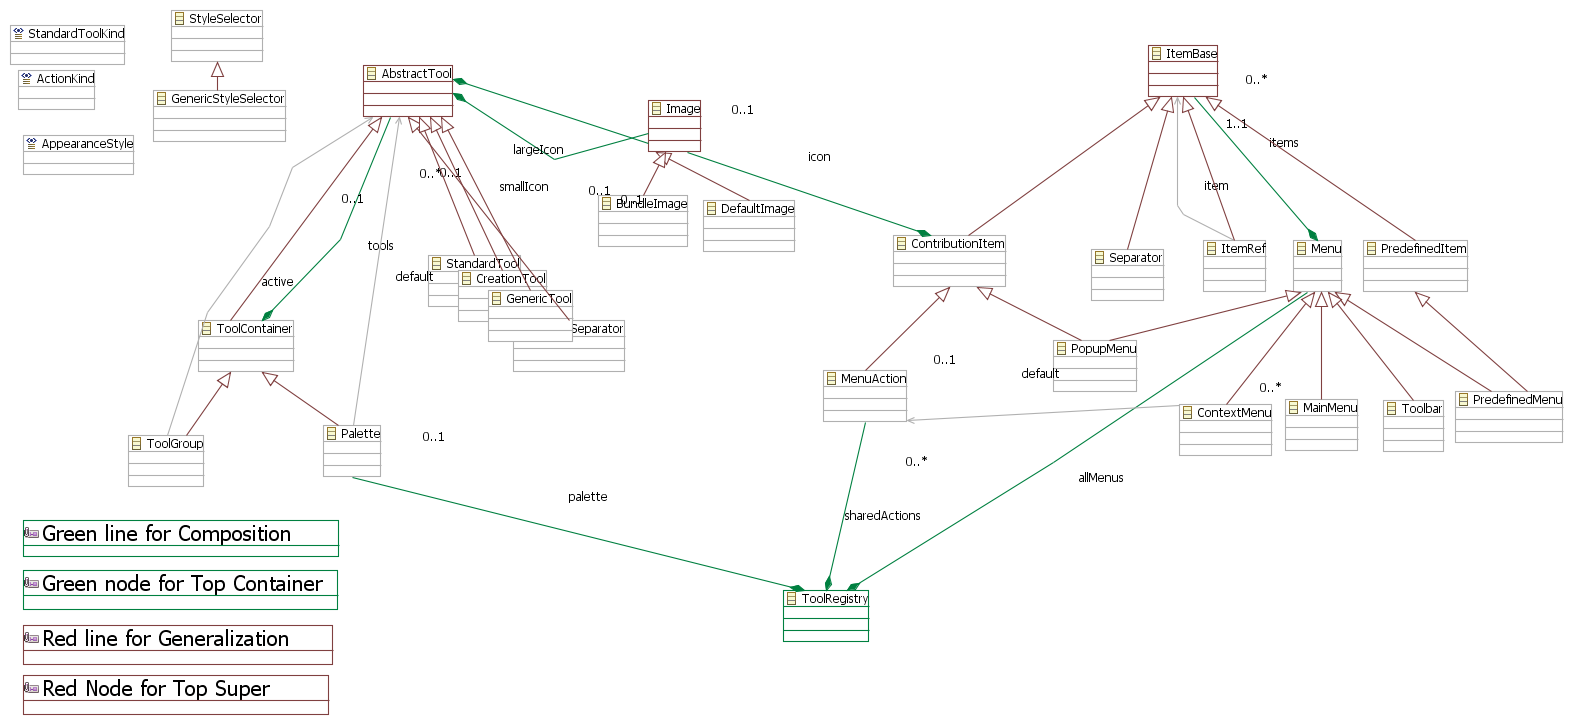 StyleSelector
StandardToolKind
ActionKind
GenericStyleSelector
AppearanceStyle
AbstractTool
Image
ItemBase
0..1
0..*
1..1
items
largeIcon
icon
smallIcon
0..*
0..1
0..1
0..1
0..1
item
BundleImage
DefaultImage
tools
active
default
StandardTool
CreationTool
GenericTool
Separator
ToolContainer
ContributionItem
Separator
ItemRef
Menu
PredefinedItem
0..1
default
PopupMenu
MenuAction
0..*
ContextMenu
MainMenu
Toolbar
PredefinedMenu
ToolGroup
Palette
0..1
0..*
allMenus
palette
sharedActions
ToolRegistry
Green line for Composition
Green node for Top Container
Red line for Generalization
Red Node for Top Super